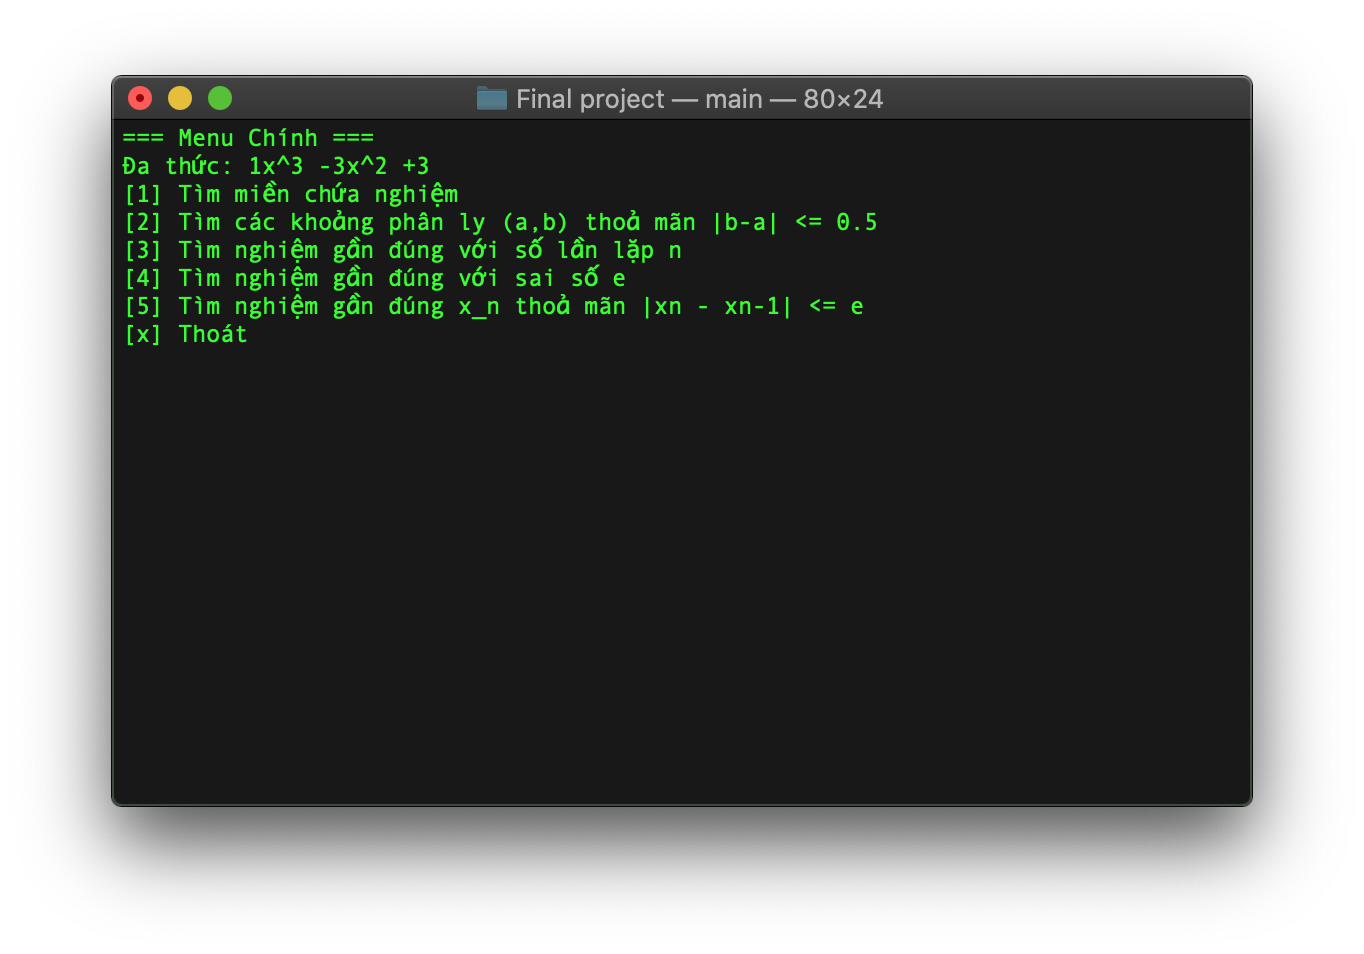 Final project — main — 80×24
=== Menu Chính ===
Đa thức: 1x^3 -3x^2 +3
[1] Tìm miền chứa nghiệm
[2] Tìm các khoảng phân ly (a,b) thoả mãn |b-a| <= 0.5
[3] Tìm nghiệm gần đúng với số lần lặp n
[4] Tìm nghiệm gần đúng với sai số e
[5] Tìm nghiệm gần đúng x_n thoả mãn |xn - xn-1| <= e
[x] Thoát